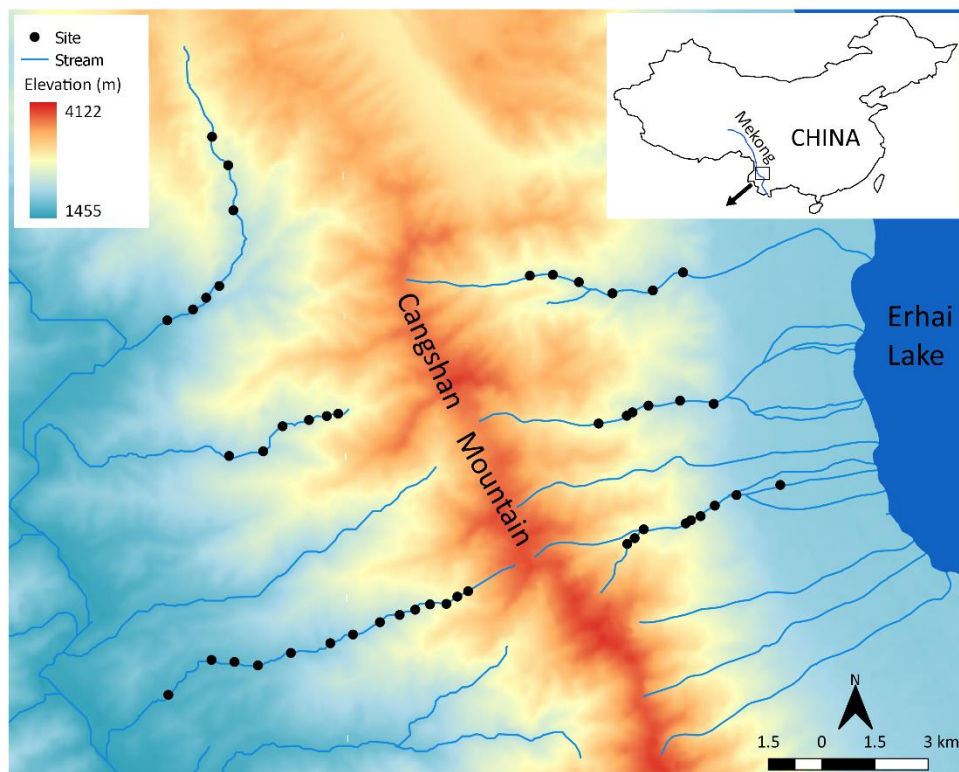 Site
Stream
Elevation (m)
4122
1455
Mekong
CHINA
Cangshan
Mountain
Erhai
Lake
N
1.5 0 1.5 3 km